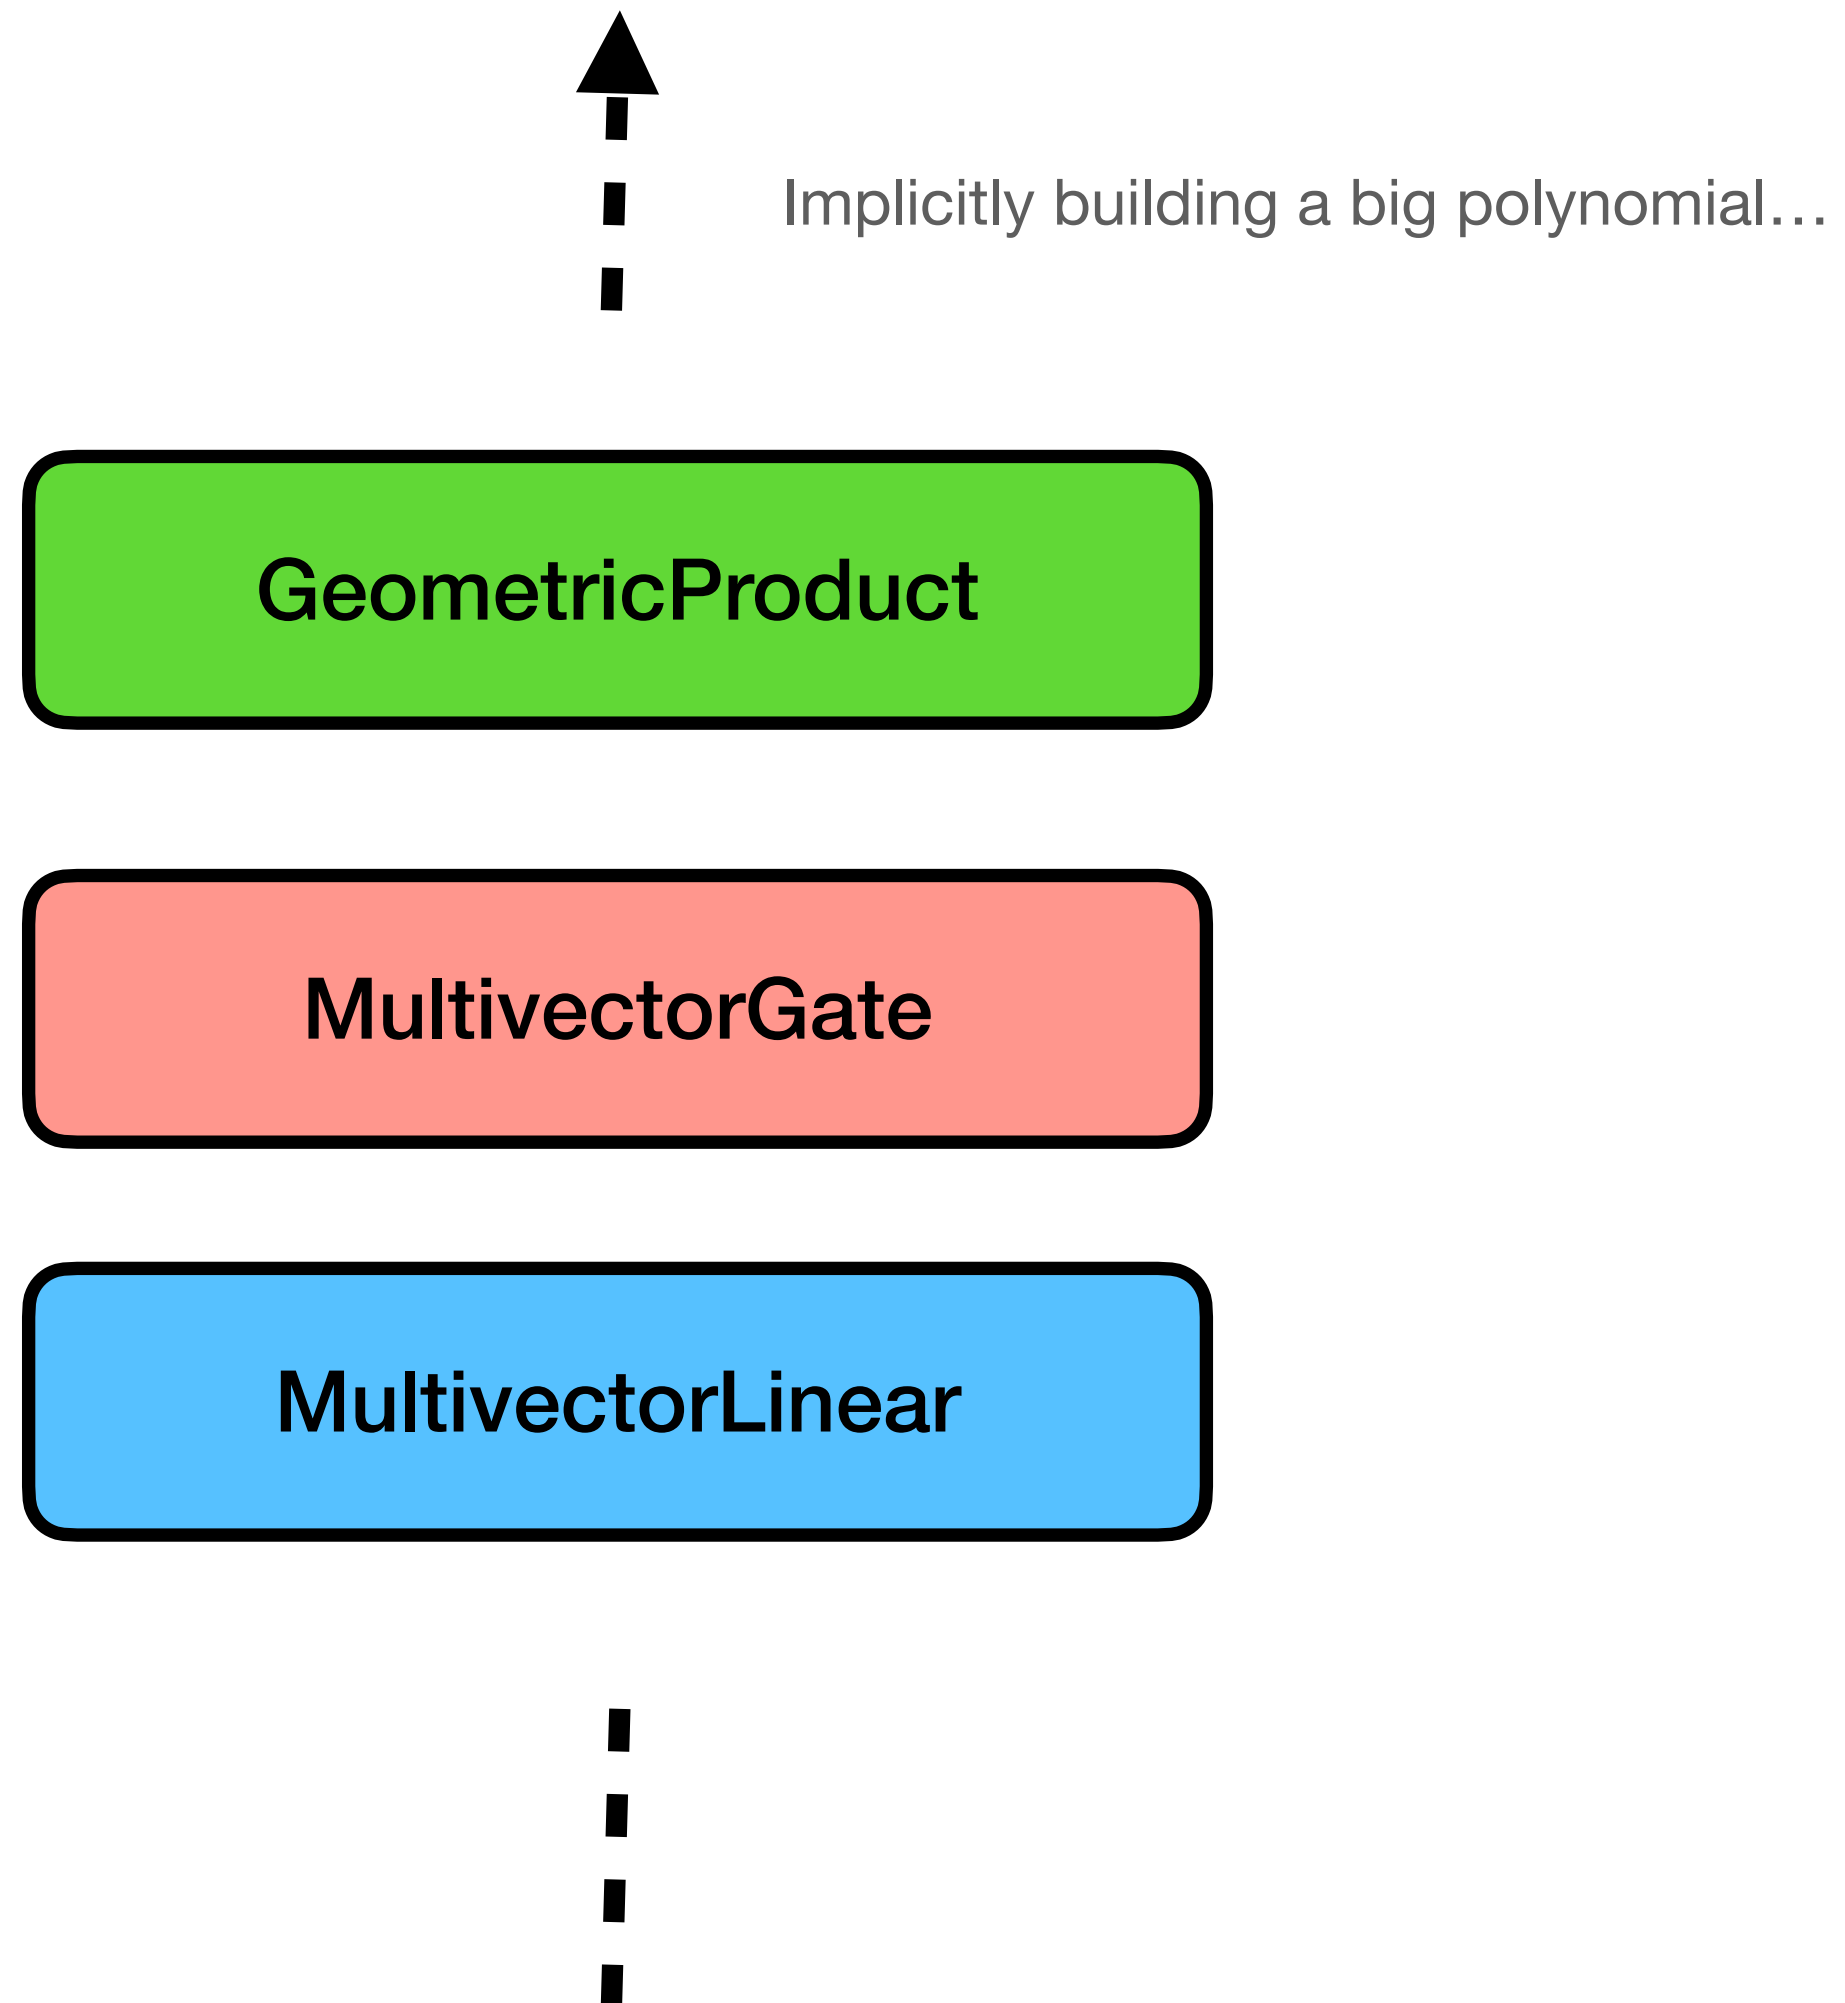 Implicitly building a big polynomial…
GeometricProduct
MultivectorGate
MultivectorLinear